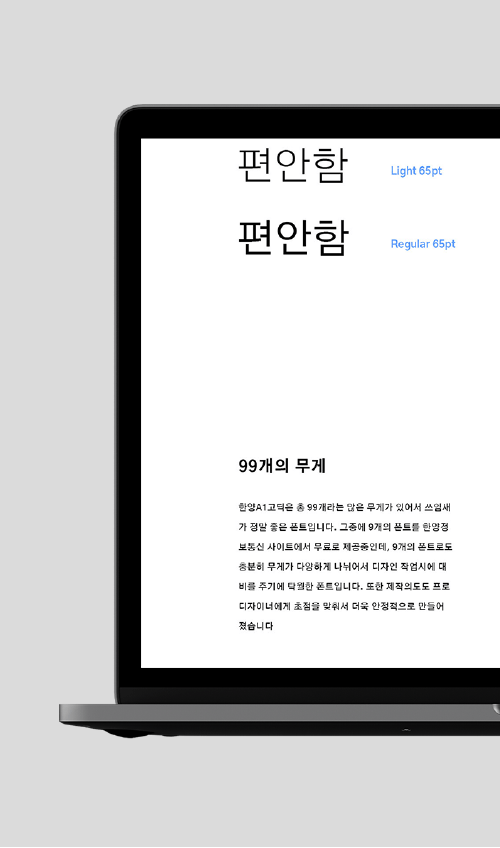 편안함
Light 65pt
편안함
Regular 65pt
99개의 무게
한양A1고딕은 총 99개라는 많은 무게가 있어서 쓰임새
가 정말 좋은 폰트입니다. 그중에 9개의 폰트를 한양정
보통신 사이트에서 무료로 제공중인데, 9개의 폰트로도
충분히 무게가 다양하게 나뉘어서 디자인 작업시에 대
비를 주기에 탁월한 폰트입니다. 또한 제작의도도 프로
디자이너에게 초점을 맞춰서 더욱 안정적으로 만들어
졌습니다